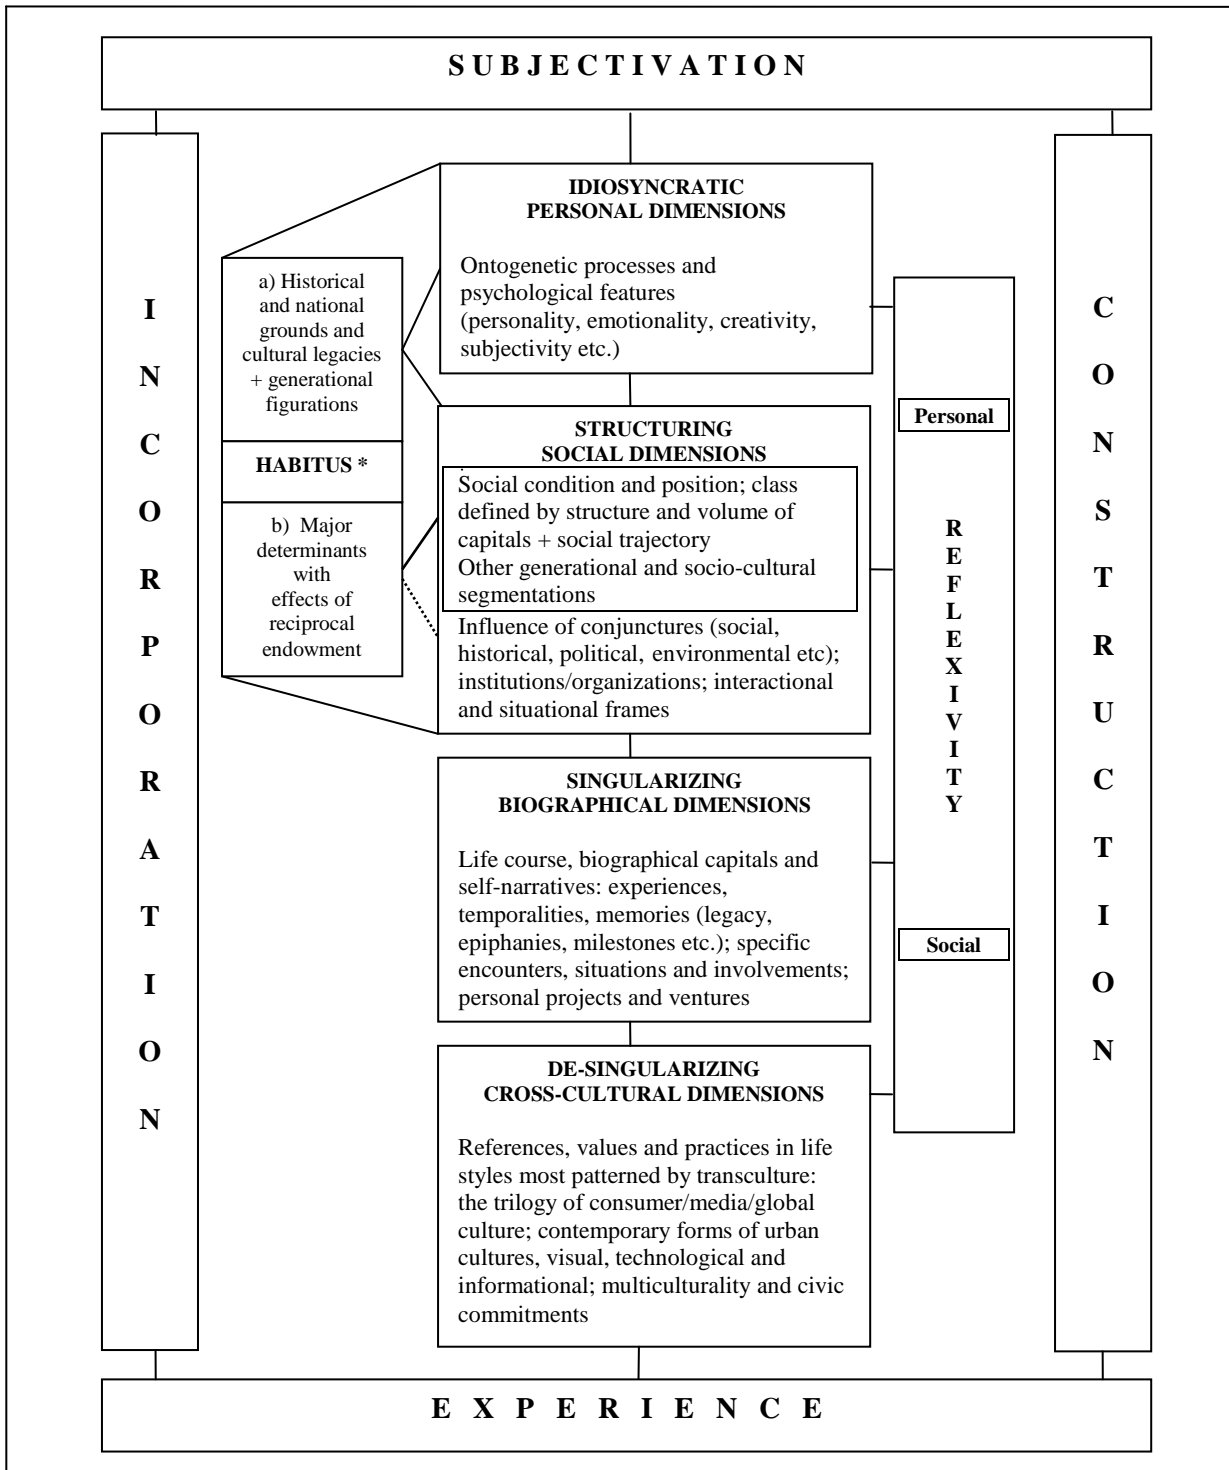 SUBJECTIVATION
INCORPORATION
a) Historical
and national
grounds and
cultural legacies
+ generational
figurations
HABITUS *
b) Major
determinants
with
effects of
reciprocal
endowment
IDIOSYNCRATIC
PERSONAL DIMENSIONS
Ontogenetic processes and
psychological features
(personality, emotionality, creativity,
subjectivity etc.)
STRUCTURING
SOCIAL DIMENSIONS
Social condition and position; class
defined by structure and volume of
capitals + social trajectory
Other generational and socio-cultural
segmentations
Influence of conjunctures (social,
historical, political, environmental etc);
institutions/organizations; interactional
and situational frames
SINGULARIZING
BIOGRAPHICAL DIMENSIONS
Life course, biographical capitals and
self-narratives: experiences,
temporalities, memories (legacy,
epiphanies, milestones etc.); specific
encounters, situations and involvements;
personal projects and ventures
DE-SINGULARIZING
CROSS-CULTURAL DIMENSIONS
References, values and practices in life
styles most patterned by transculture:
the trilogy of consumer/media/global
culture; contemporary forms of urban
cultures, visual, technological and
informational; multiculturality and civic
commitments
Personal
REFLEXIVITY
Social
CONSTRUCTION
EXPERIENCE